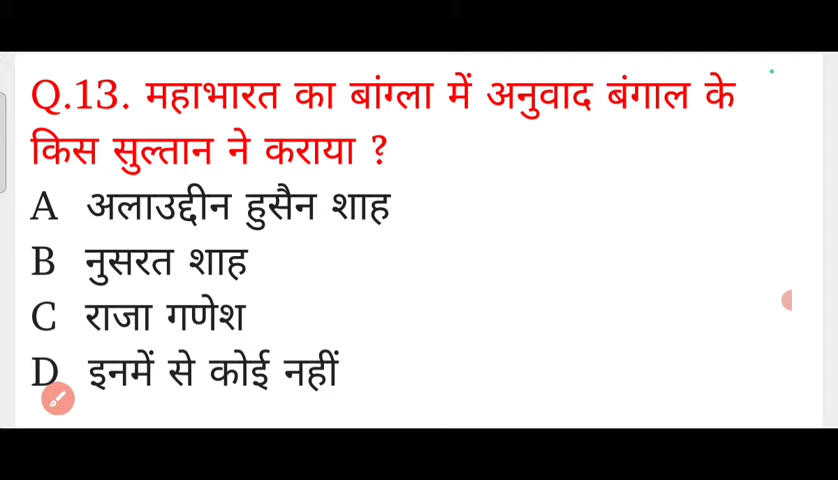 Q.13. महाभारत का बांग्ला में अनुवाद बंगाल के
किस सुल्तान ने कराया ?
A अलाउद्दीन हुसैन शाह
B नुसरत शाह
C राजा गणेश
D इनमें से कोई नहीं